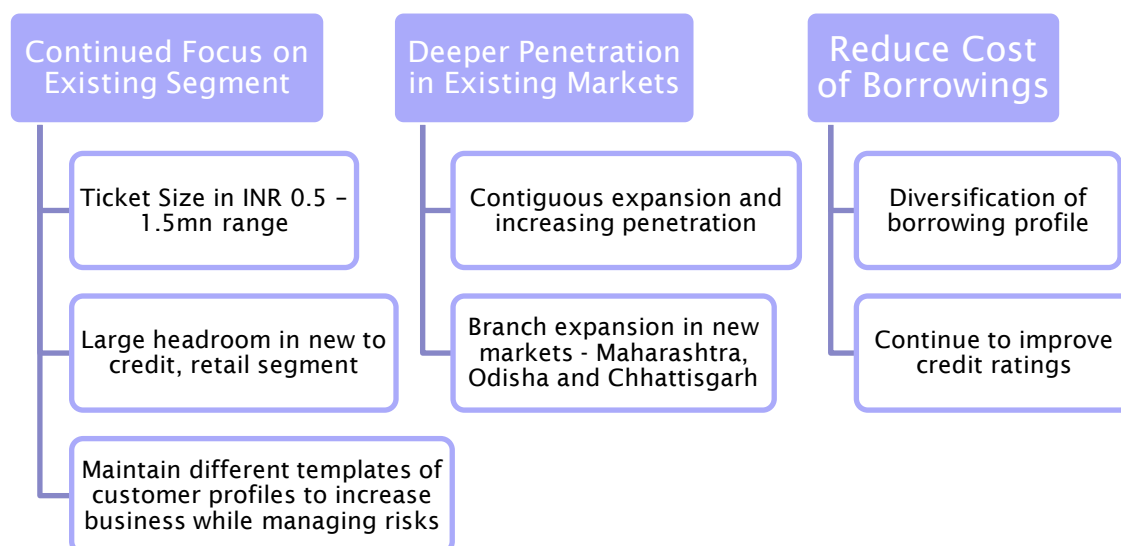 Continued Focus on
Existing Segment
Ticket Size in INR 0.5 –
1.5mn range
Large headroom in new to
credit, retail segment
Maintain different templates of
customer profiles to increase
business while managing risks
Deeper Penetration
in Existing Markets
Contiguous expansion and
increasing penetration
Branch expansion in new
markets - Maharashtra,
Odisha and Chhattisgarh
Reduce Cost
of Borrowings
Diversification of
borrowing profile
Continue to improve
credit ratings